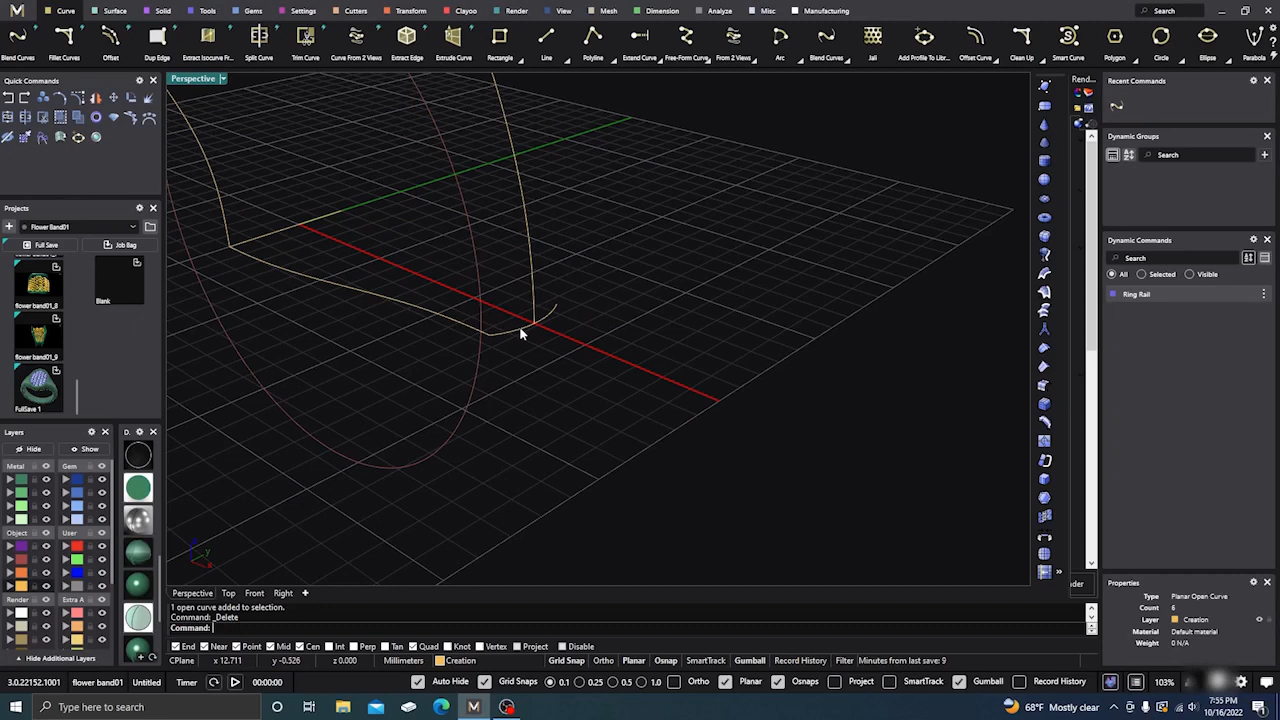 Curve Surface Solid Tools Gems Settings Cutters Transform Clayoo Render View Mesh Dimension Analyze Misc Manufacturing Search
Blend Curves Fillet Curves Offset Dup Edge Extract Isocurve Fr... Split Curve Trim Curve Curve From 2 Views Extract Edge Extrude Curve Rectangle Line Polyline Extend Curve Free-Form Curve From 2 Views Arc Blend Curves Jali Add Profile To Libr... Offset Curve Clean Up Smart Curve Polygon Circle Ellipse Parabola
Quick Commands
Perspective
Rend...
Recent Commands
Dynamic Groups
Search
Projects
Flower Band01
Full Save Job Bag
flower band01_8
Blank
flower band01_9
FullSave 1
Dynamic Commands
Search
All Selected Visible
Ring Rail
Layers
D.
Hide Show
Metal Gem
Object User
Render Extra A
Hide Additional Layers
z
y
x
Perspective Top Front Right
1 open curve added to selection.
Command: _Delete
Command:
Properties
Type Planar Open Curve
Count 6
Layer Creation
Material Default material
Weight 0 N/A
End Near Point Mid Cen Int Perp Tan Quad Knot Vertex Project Disable
CPlane x 12.711 y -0.526 z 0.000 Millimeters Creation Grid Snap Ortho Planar Osnap SmartTrack Gumball Record History Filter Minutes from last save: 9
3.0.22152.1001 flower band01 Untitled Timer 00:00:00 Gumball Grid Snaps 0.1 0.25 0.5 1.0 Ortho Planar Osnaps Project SmartTrack Gumball Record History 103%
Type here to search
68°F Mostly clear
7:55 PM
10/16/2022